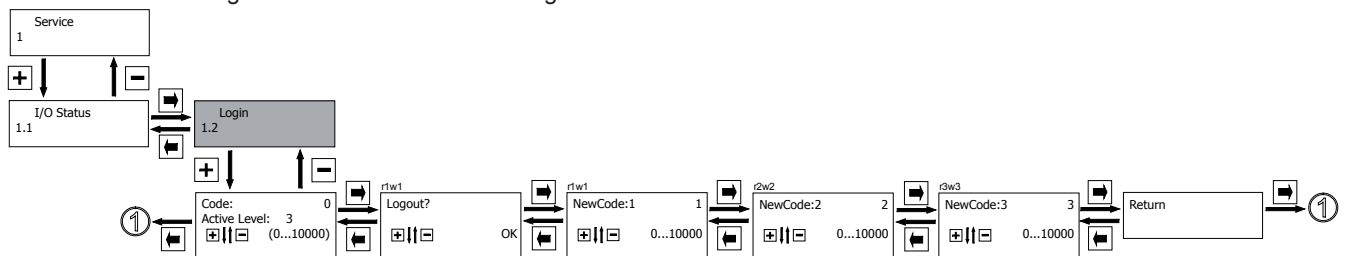 Service
1
I/O Status
1.1
Login
1.2
Code: 0
Active Level: 3
(0...10000)
r1w1
Logout?
OK
r1w1
NewCode:1 1
0...10000
r2w2
NewCode:2 2
0...10000
r3w3
NewCode:3 3
0...10000
Return
1
1